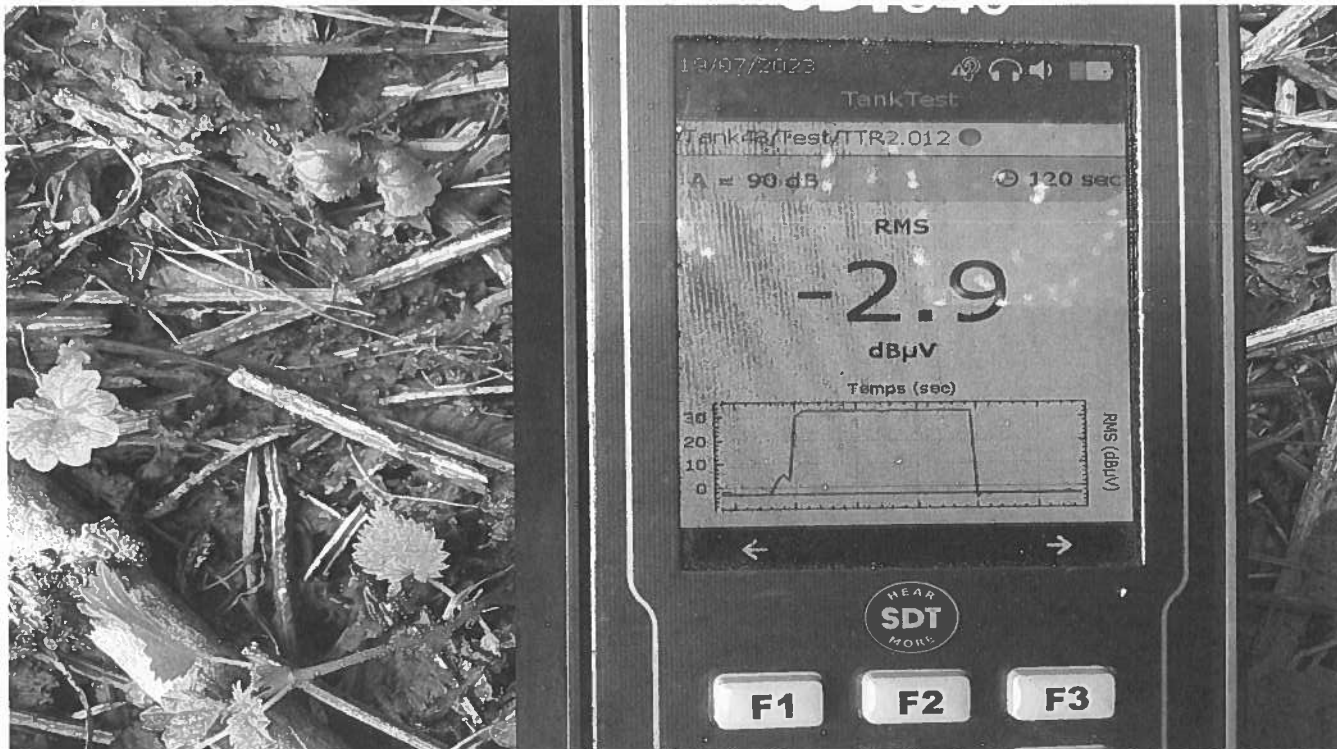 19/07/2023
TankTest
Tank48/Test/TTR2.012
A = 90 dB 120 sec
RMS
-2.9
dBµV
Temps (sec)
30
20
10
0
RMS (dBµV)
HEAR
SDT
MORE
F1 F2 F3